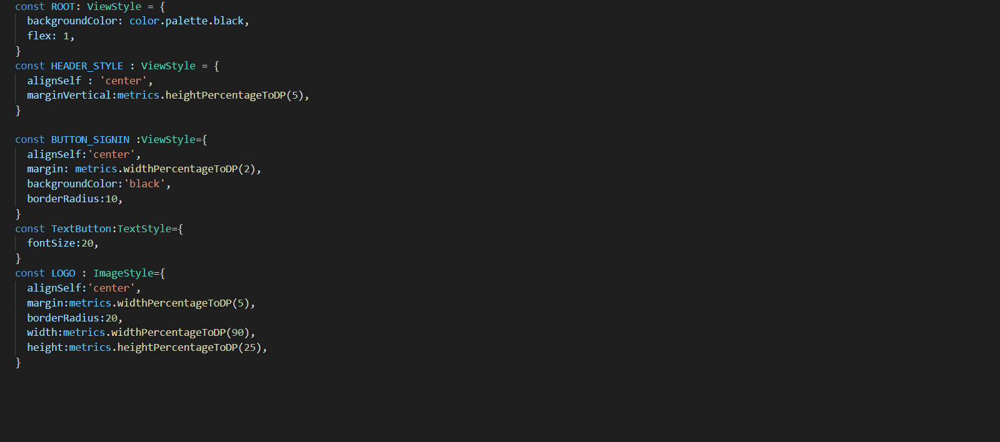 const ROOT: ViewStyle = {
  backgroundColor: color.palette.black,
  flex: 1,
}
const HEADER_STYLE : ViewStyle = {
  alignSelf : 'center',
  marginVertical:metrics.heightPercentageToDP(5),
}

const BUTTON_SIGNIN :ViewStyle={
  alignSelf:'center',
  margin: metrics.widthPercentageToDP(2),
  backgroundColor:'black',
  borderRadius:10,
}
const TextButton:TextStyle={
  fontSize:20,
}
const LOGO : ImageStyle={
  alignSelf:'center',
  margin:metrics.widthPercentageToDP(5),
  borderRadius:20,
  width:metrics.widthPercentageToDP(90),
  height:metrics.heightPercentageToDP(25),
}